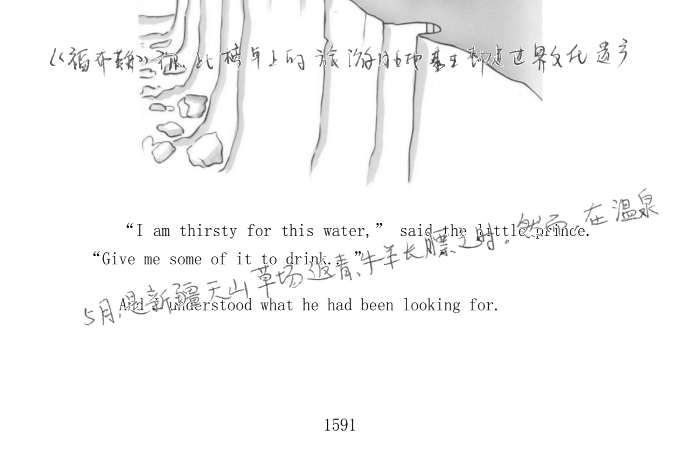 《福布斯》称,此榜单上的旅游胜地基本都是世界文化遗产
“I am thirsty for this water,” said the little prince.
“Give me some of it to drink...”
And I understood what he had been looking for.
5月,是新疆天山草场返青、牛羊长膘之时。然而,在温泉
1591